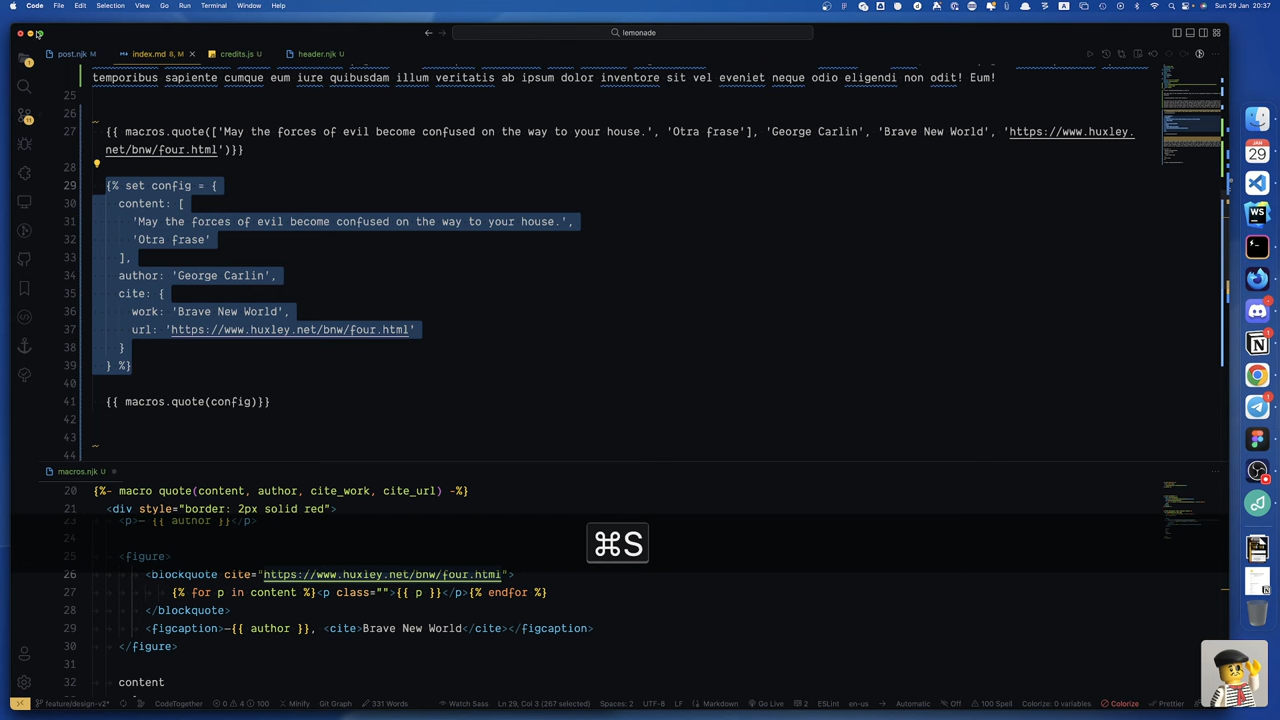 Code File Edit Selection View Go Run Terminal Window Help Sun 29 Jan 20:37
lemonade
post.njk M index.md 8, M credits.js U header.njk U
temporibus sapiente cumque eum iure quibusdam illum veritatis ab ipsum dolor inventore sit vel eveniet neque odio eligendi non odit! Eum!
25
26
27 {{ macros.quote(['May the forces of evil become confused on the way to your house.', 'Otra frase'], 'George Carlin', 'Brave New World', 'https://www.huxley.
net/bnw/four.html')}}
28
29 {% set config = {
30 content: [
31 'May the forces of evil become confused on the way to your house.',
32 'Otra frase'
33 ],
34 author: 'George Carlin',
35 cite: {
36 work: 'Brave New World',
37 url: 'https://www.huxley.net/bnw/four.html'
38 }
39 } %}
40
41 {{ macros.quote(config)}}
42
43
44
macros.njk U
20 {%- macro quote(content, author, cite_work, cite_url) -%}
21 <div style="border: 2px solid red">
23 <p>— {{ author }}</p>
24
25 <figure>
26 <blockquote cite="https://www.huxley.net/bnw/four.html">
27 {% for p in content %}<p class="">{{ p }}</p>{% endfor %}
28 </blockquote>
29 <figcaption>—{{ author }}, <cite>Brave New World</cite></figcaption>
30 </figure>
31
32 content
⌘S
JAN
29
WS
feature/design-v2* 0 4 100 Minify Git Graph 331 Words CodeTogether Watch Sass Ln 29, Col 3 (267 selected) Spaces: 2 UTF-8 LF Markdown Go Live 2 ESLint en-us Automatic Off 100 Spell Colorize: 0 variables Colorize Prettier